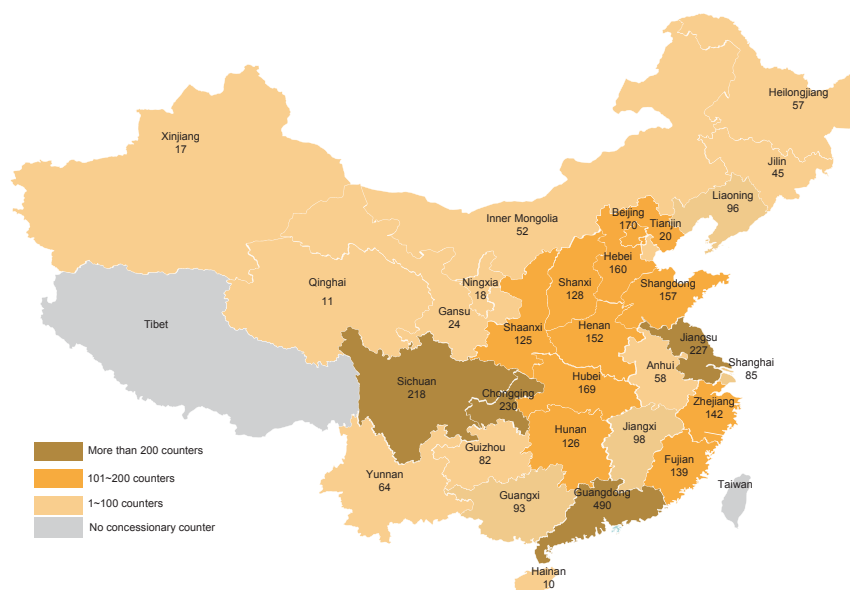 Heilongjiang
57
Xinjiang
17
Jilin
45
Liaoning
96
Beijing
170
Tianjin
20
Inner Mongolia
52
Hebei
160
Qinghai
11
Ningxia
18
Shanxi
128
Shangdong
157
Gansu
24
Tibet
Shaanxi
125
Henan
152
Jiangsu
227
Anhui
58
Shanghai
85
Sichuan
218
Chongqing
230
Hubei
169
Zhejiang
142
Hunan
126
Jiangxi
98
Guizhou
82
Fujian
139
Yunnan
64
Guangxi
93
Guangdong
490
Taiwan
Hainan
10
More than 200 counters
101~200 counters
1~100 counters
No concessionary counter